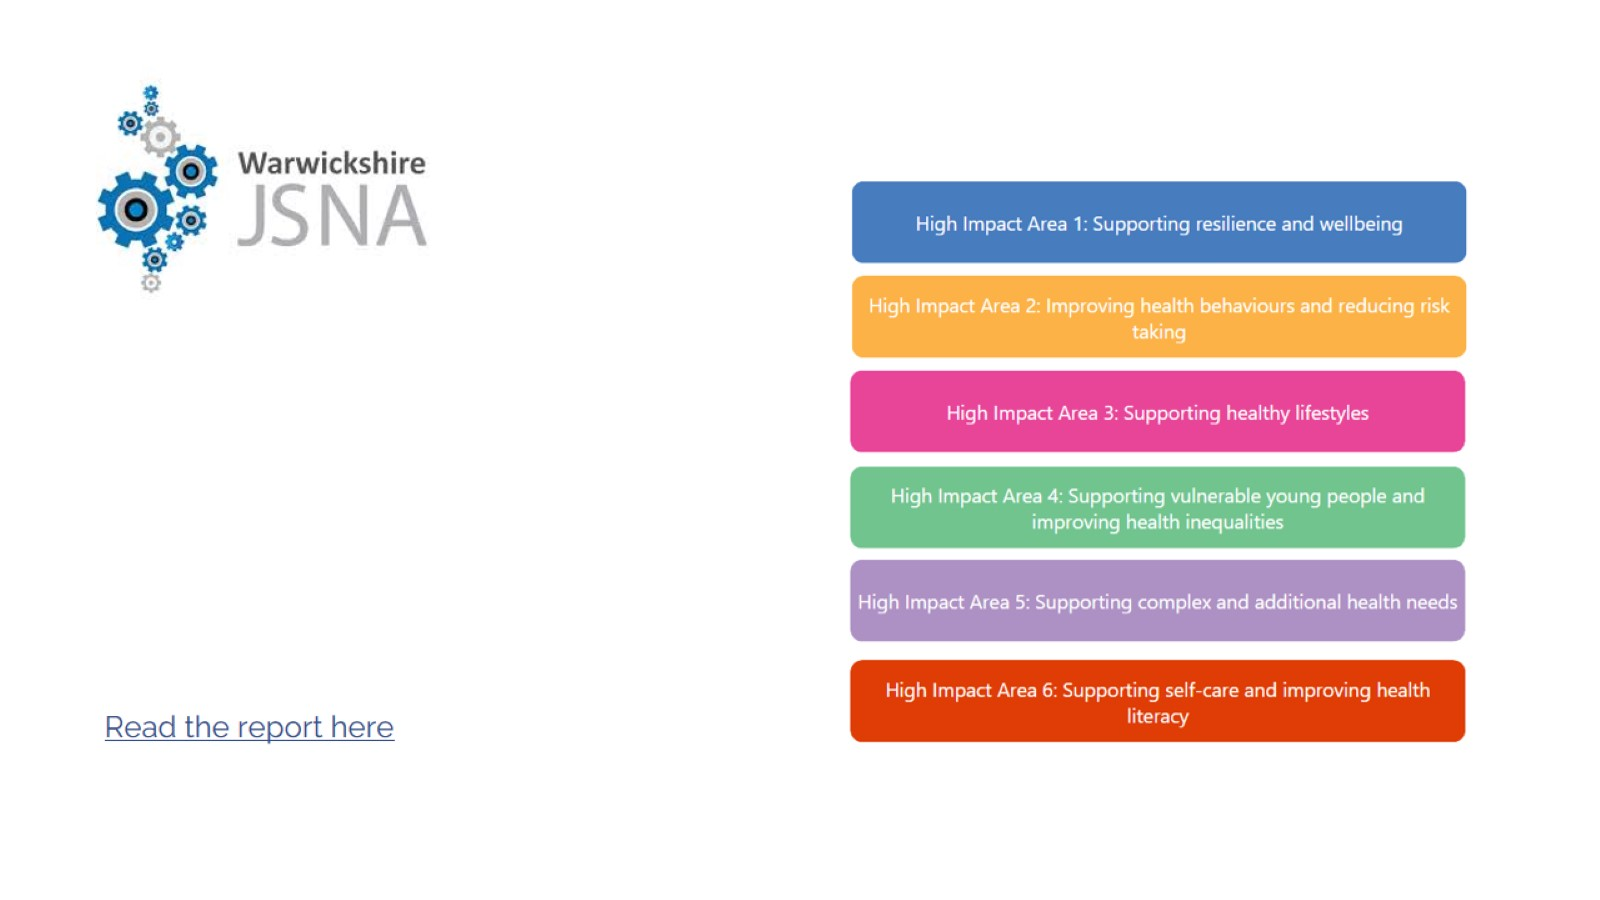 Warwickshire
JSNA
High Impact Area 1: Supporting resilience and wellbeing
High Impact Area 2: Improving health behaviours and reducing risk
taking
High Impact Area 3: Supporting healthy lifestyles
High Impact Area 4: Supporting vulnerable young people and
improving health inequalities
High Impact Area 5: Supporting complex and additional health needs
High Impact Area 6: Supporting self-care and improving health
literacy
Read the report here